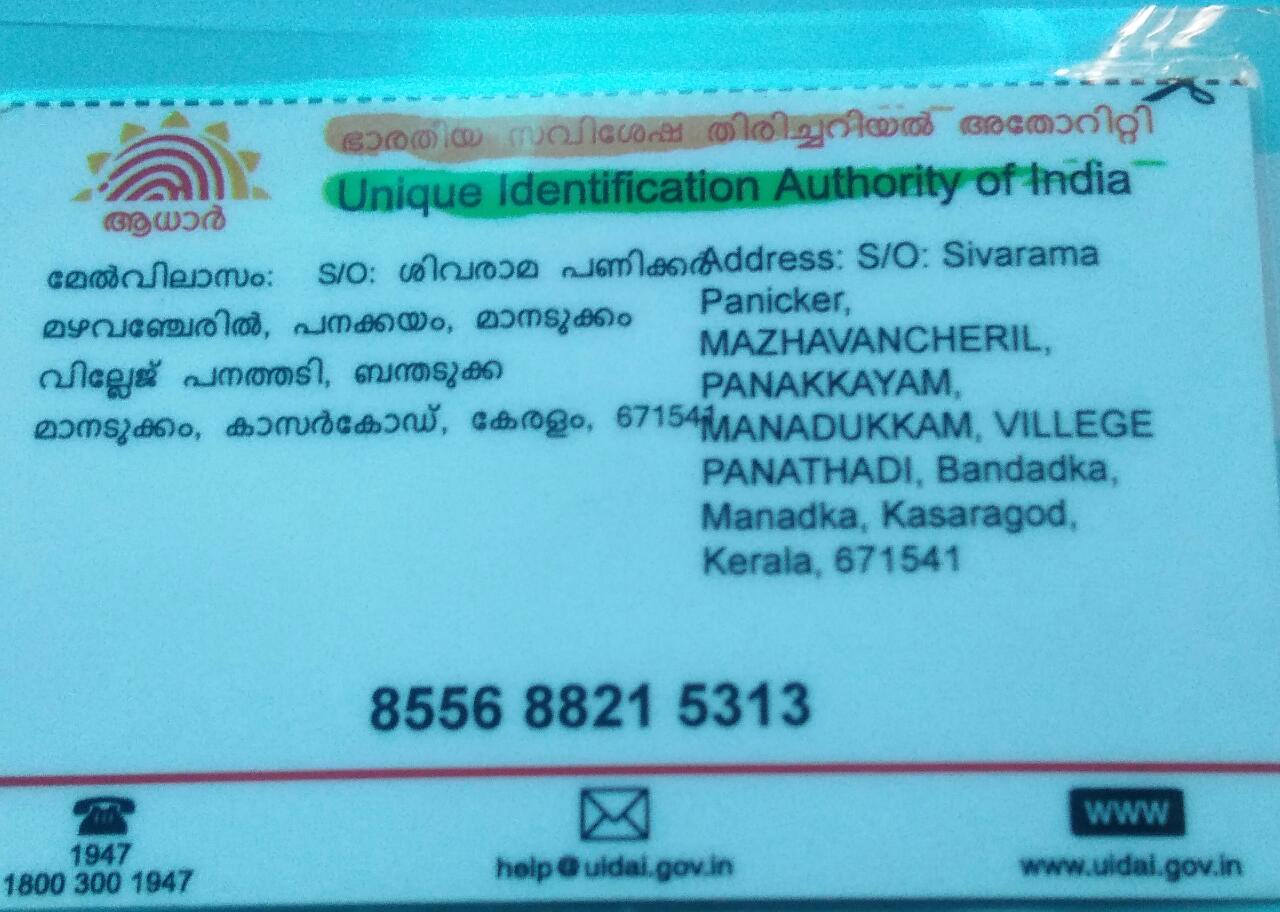 ഭാരതീയ സവിശേഷ തിരിച്ചറിയൽ അതോറിറ്റി
Unique Identification Authority of India
ആധാർ
മേൽവിലാസം: S/O: ശിവരാമ പണിക്കർ
മഴവഞ്ചേരിൽ, പനക്കയം, മാനടുക്കം
വില്ലേജ് പനത്തടി, ബന്തടുക്ക
മാനടുക്കം, കാസർകോഡ്, കേരളം, 671541
Address: S/O: Sivarama
Panicker,
MAZHAVANCHERIL,
PANAKKAYAM,
MANADUKKAM, VILLEGE
PANATHADI, Bandadka,
Manadka, Kasaragod,
Kerala, 671541
8556 8821 5313
1947
1800 300 1947
help@uidai.gov.in
WWW
www.uidai.gov.in